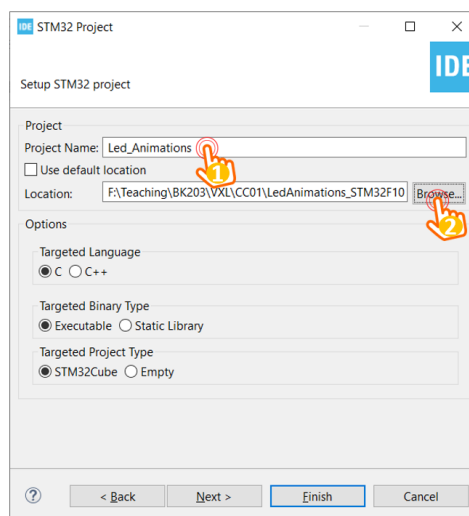 IDE STM32 Project
IDE
Setup STM32 project
Project
Project Name: Led_Animations
1
Use default location
Location: F:\Teaching\BK203\VXL\CC01\LedAnimations_STM32F10 Browse...
2
Options
Targeted Language
C C++
Targeted Binary Type
Executable Static Library
Targeted Project Type
STM32Cube Empty
? < Back Next > Finish Cancel